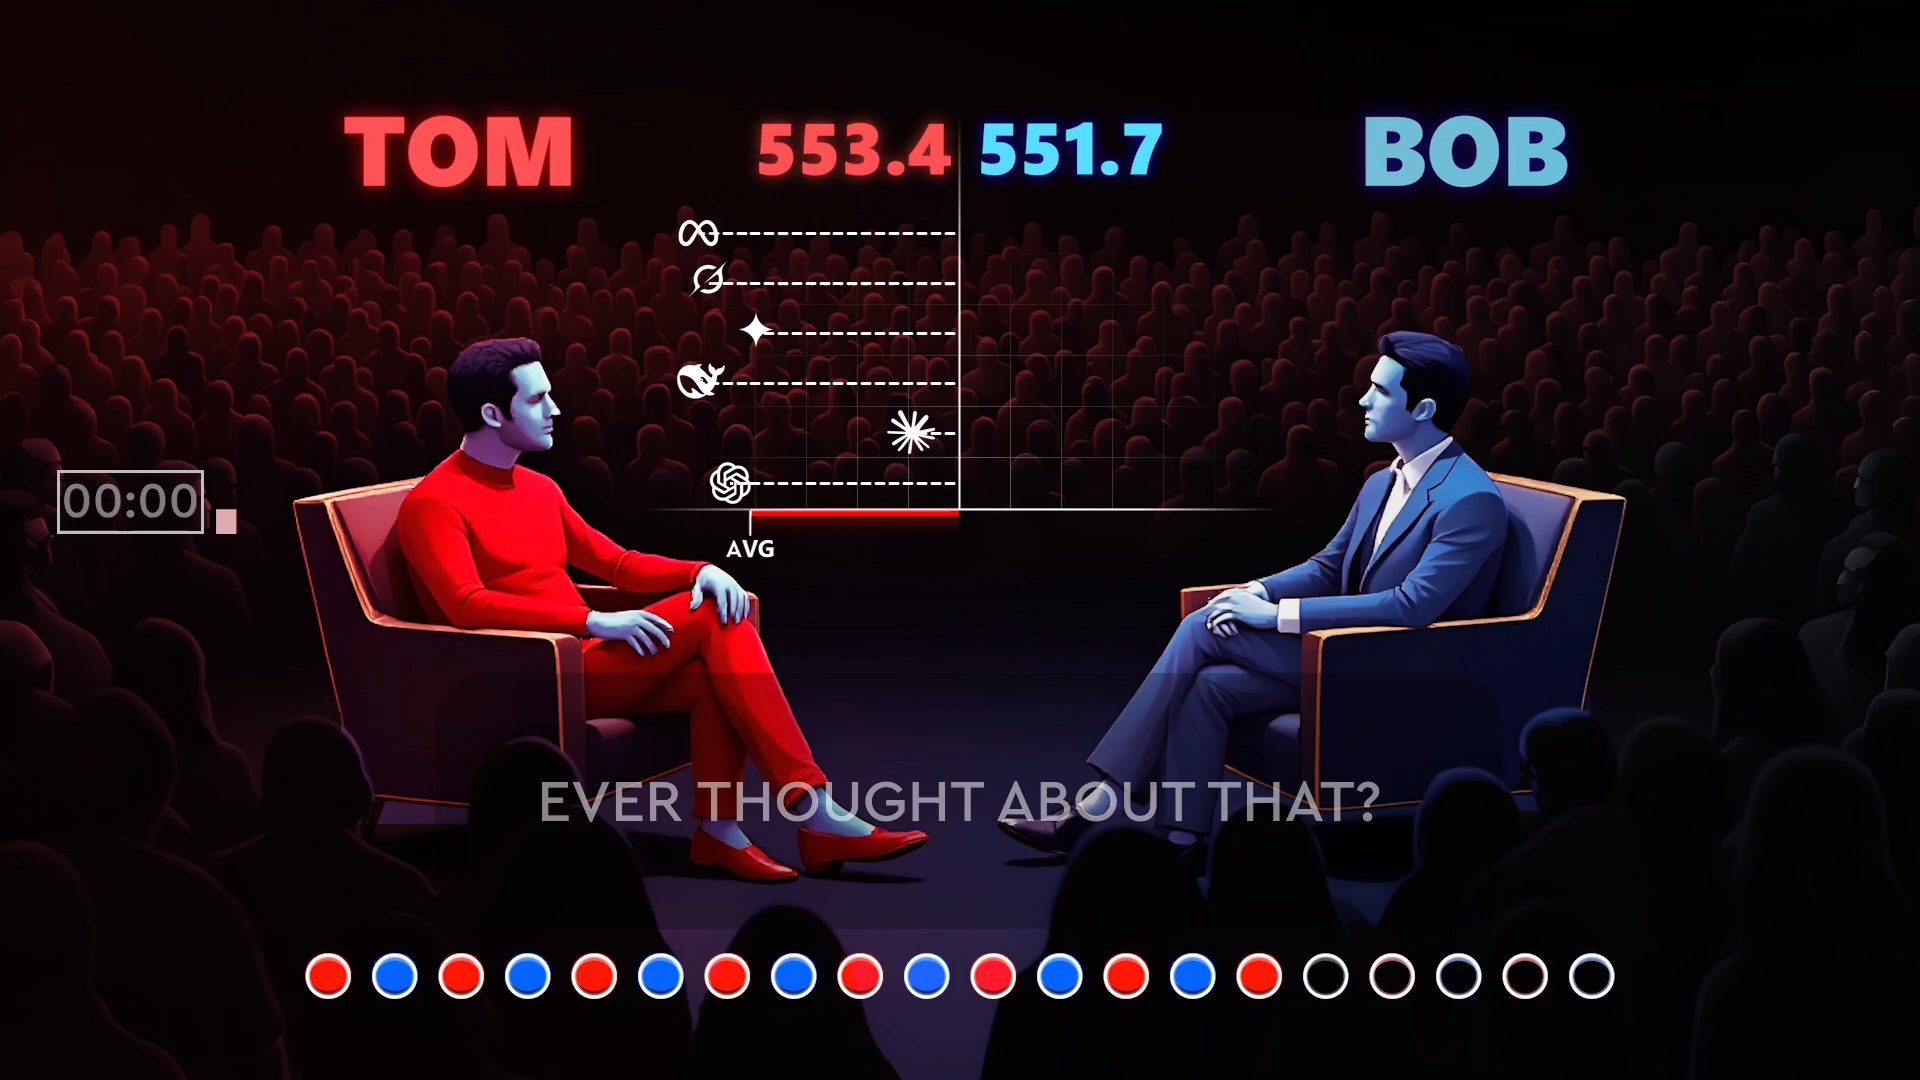 TOM
553.4
551.7
BOB
00:00
AVG
EVER THOUGHT ABOUT THAT?